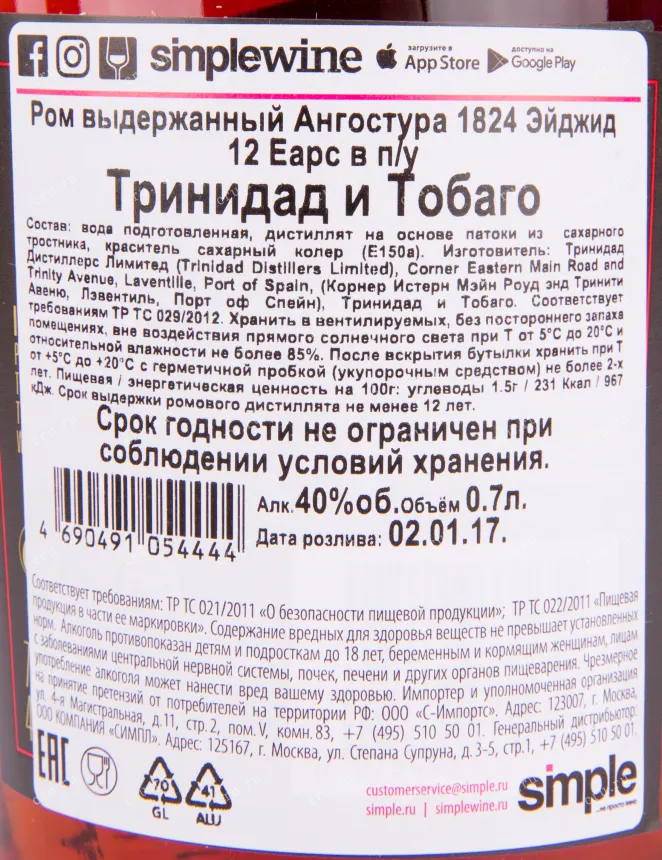 simplewine загрузите в App Store доступно на Google Play
Ром выдержанный Ангостура 1824 Эйджид
12 Еарс в п/у
Тринидад и Тобаго
Состав: вода подготовленная, дистиллят на основе патоки из сахарного
тростника, краситель сахарный колер (Е150а). Изготовитель: Тринидад
Дистиллерс Лимитед (Trinidad Distillers Limited), Corner Eastern Main Road and
Trinity Avenue, Laventille, Port of Spain, (Корнер Истерн Мэйн Роуд энд Тринити
Авеню, Лэвентиль, Порт оф Спейн), Тринидад и Тобаго. Соответствует
требованиям ТР ТС 029/2012. Хранить в вентилируемых, без постороннего запаха
помещениях, вне воздействия прямого солнечного света при Т от 5°С до 20°С и
относительной влажности не более 85%. После вскрытия бутылки хранить при Т
от +5°С до +20°С с герметичной пробкой (укупорочным средством) не более 2-х
лет. Пищевая / энергетическая ценность на 100г: углеводы 1.5г / 231 Ккал / 967
кДж. Срок выдержки ромового дистиллята не менее 12 лет.
Срок годности не ограничен при
соблюдении условий хранения.
Алк. 40%об. Объём 0.7л.
Дата розлива: 02.01.17.
4 690491 054444
Соответствует требованиям: ТР ТС 021/2011 «О безопасности пищевой продукции»; ТР ТС 022/2011 «Пищевая
продукция в части ее маркировки». Содержание вредных для здоровья веществ не превышает установленных
норм. Алкоголь противопоказан детям и подросткам до 18 лет, беременным и кормящим женщинам, лицам
с заболеваниями центральной нервной системы, почек, печени и других органов пищеварения. Чрезмерное
употребление алкоголя может нанести вред вашему здоровью. Импортер и уполномоченная организация
на принятие претензий от потребителей на территории РФ: ООО «С-Импортс». Адрес: 123007, г. Москва,
ул. 4-я Магистральная, д.11, стр.2, пом.V, комн.83, +7 (495) 510 50 01. Генеральный дистрибьютор:
ООО КОМПАНИЯ «СИМПЛ». Адрес: 125167, г. Москва, ул. Степана Супруна, д.3-5, стр.1, +7 (495) 510 50 01.
EAC
70
GL
41
ALU
customerservice@simple.ru
simple.ru | simplewine.ru
simple
...не просто вино